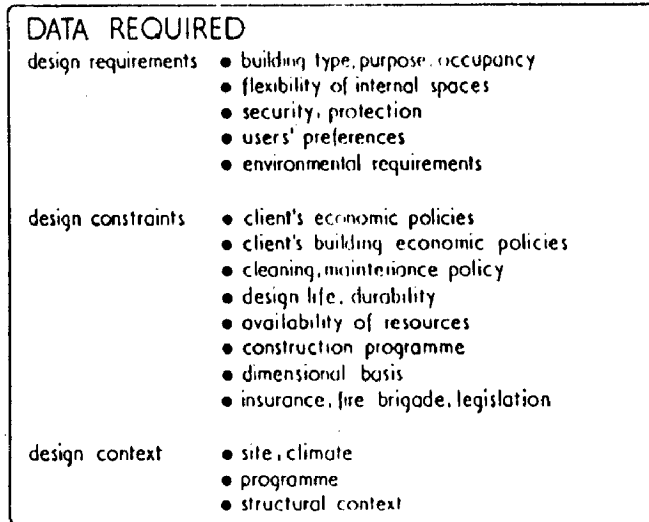 DATA REQUIRED
design requirements • building type, purpose, occupancy
• flexibility of internal spaces
• security, protection
• users' preferences
• environmental requirements
design constraints • client's economic policies
• client's building economic policies
• cleaning, maintenance policy
• design life, durability
• availability of resources
• construction programme
• dimensional basis
• insurance, fire brigade, legislation
design context • site, climate
• programme
• structural context